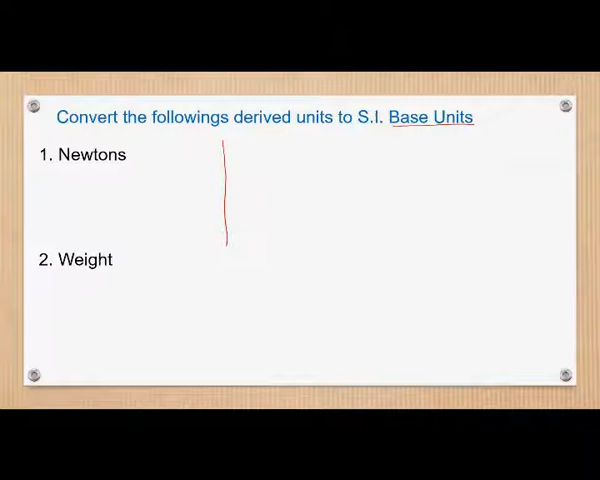 Convert the followings derived units to S.I. Base Units
1. Newtons
2. Weight